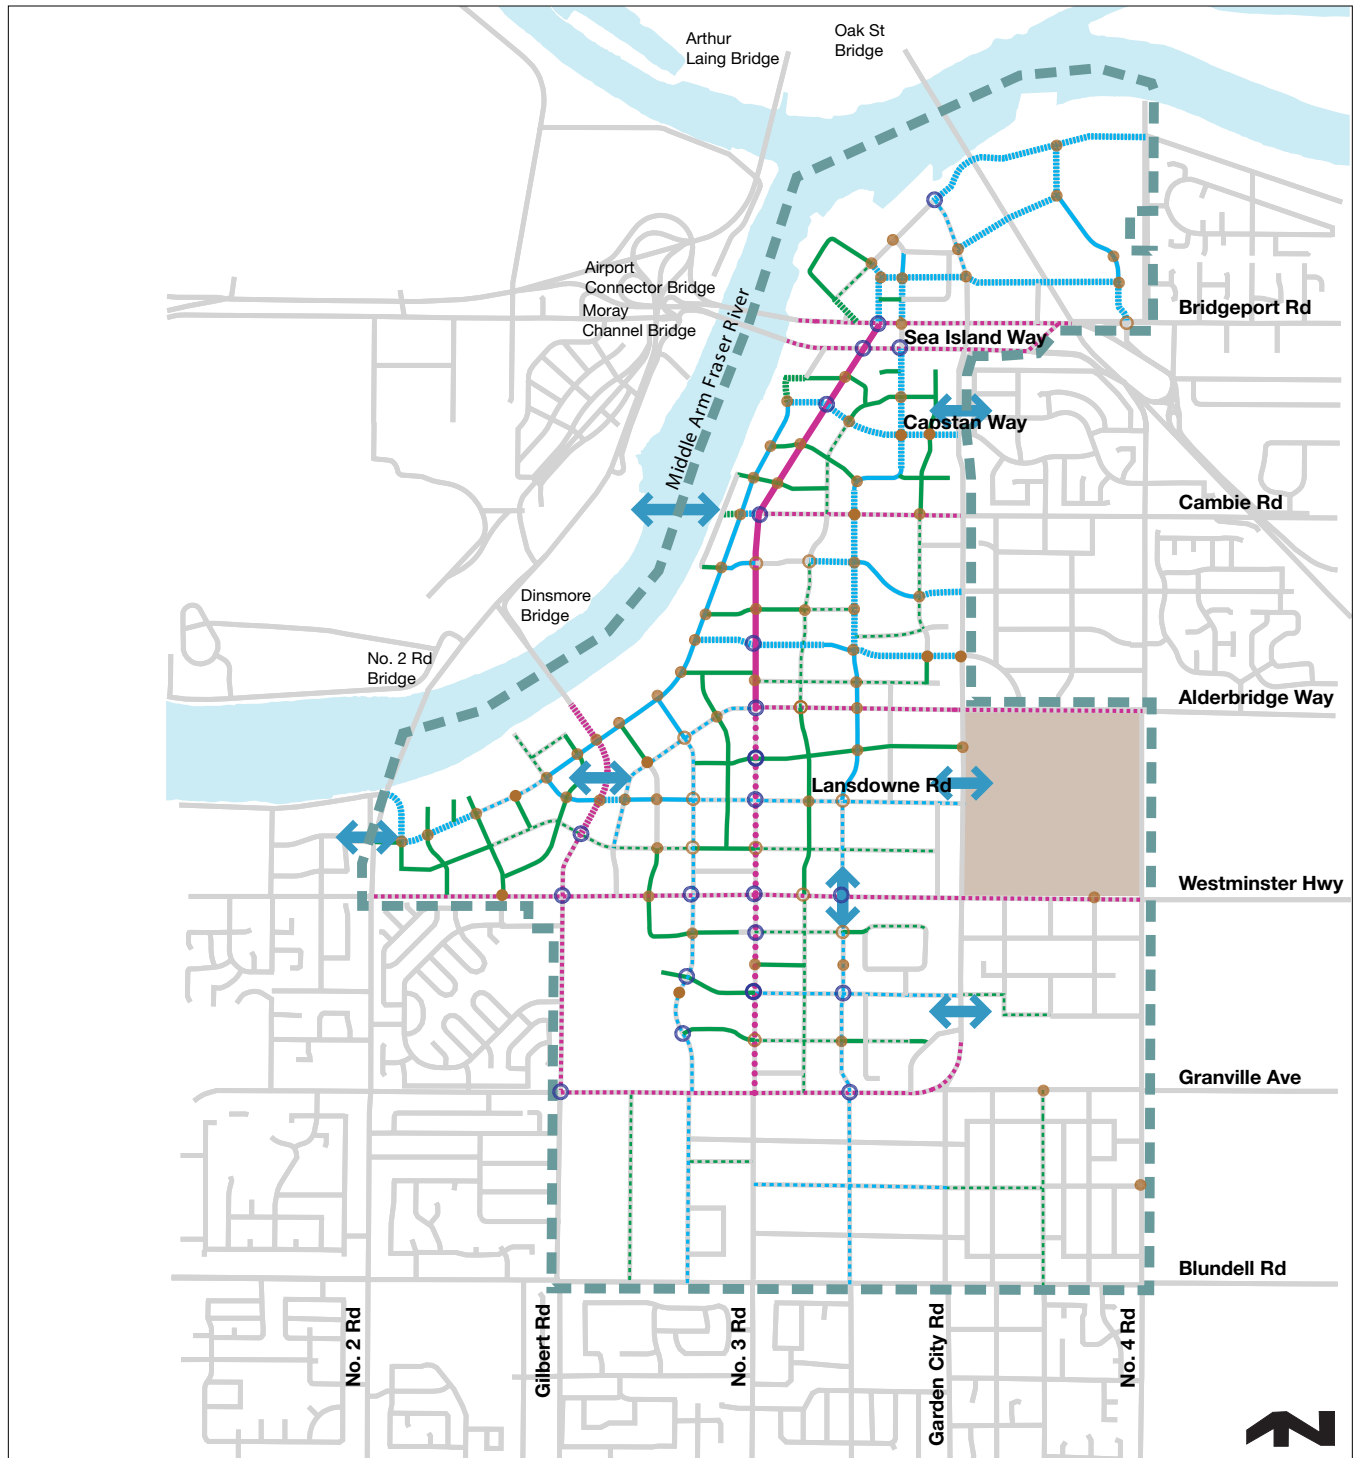 Arthur
Laing Bridge
Oak St
Bridge
Airport
Connector Bridge
Moray
Channel Bridge
Middle Arm Fraser River
Bridgeport Rd
Sea Island Way
Caostan Way
Cambie Rd
Dinsmore
Bridge
No. 2 Rd
Bridge
Alderbridge Way
Lansdowne Rd
Westminster Hwy
Granville Ave
Blundell Rd
No. 2 Rd
Gilbert Rd
No. 3 Rd
Garden City Rd
No. 4 Rd
N